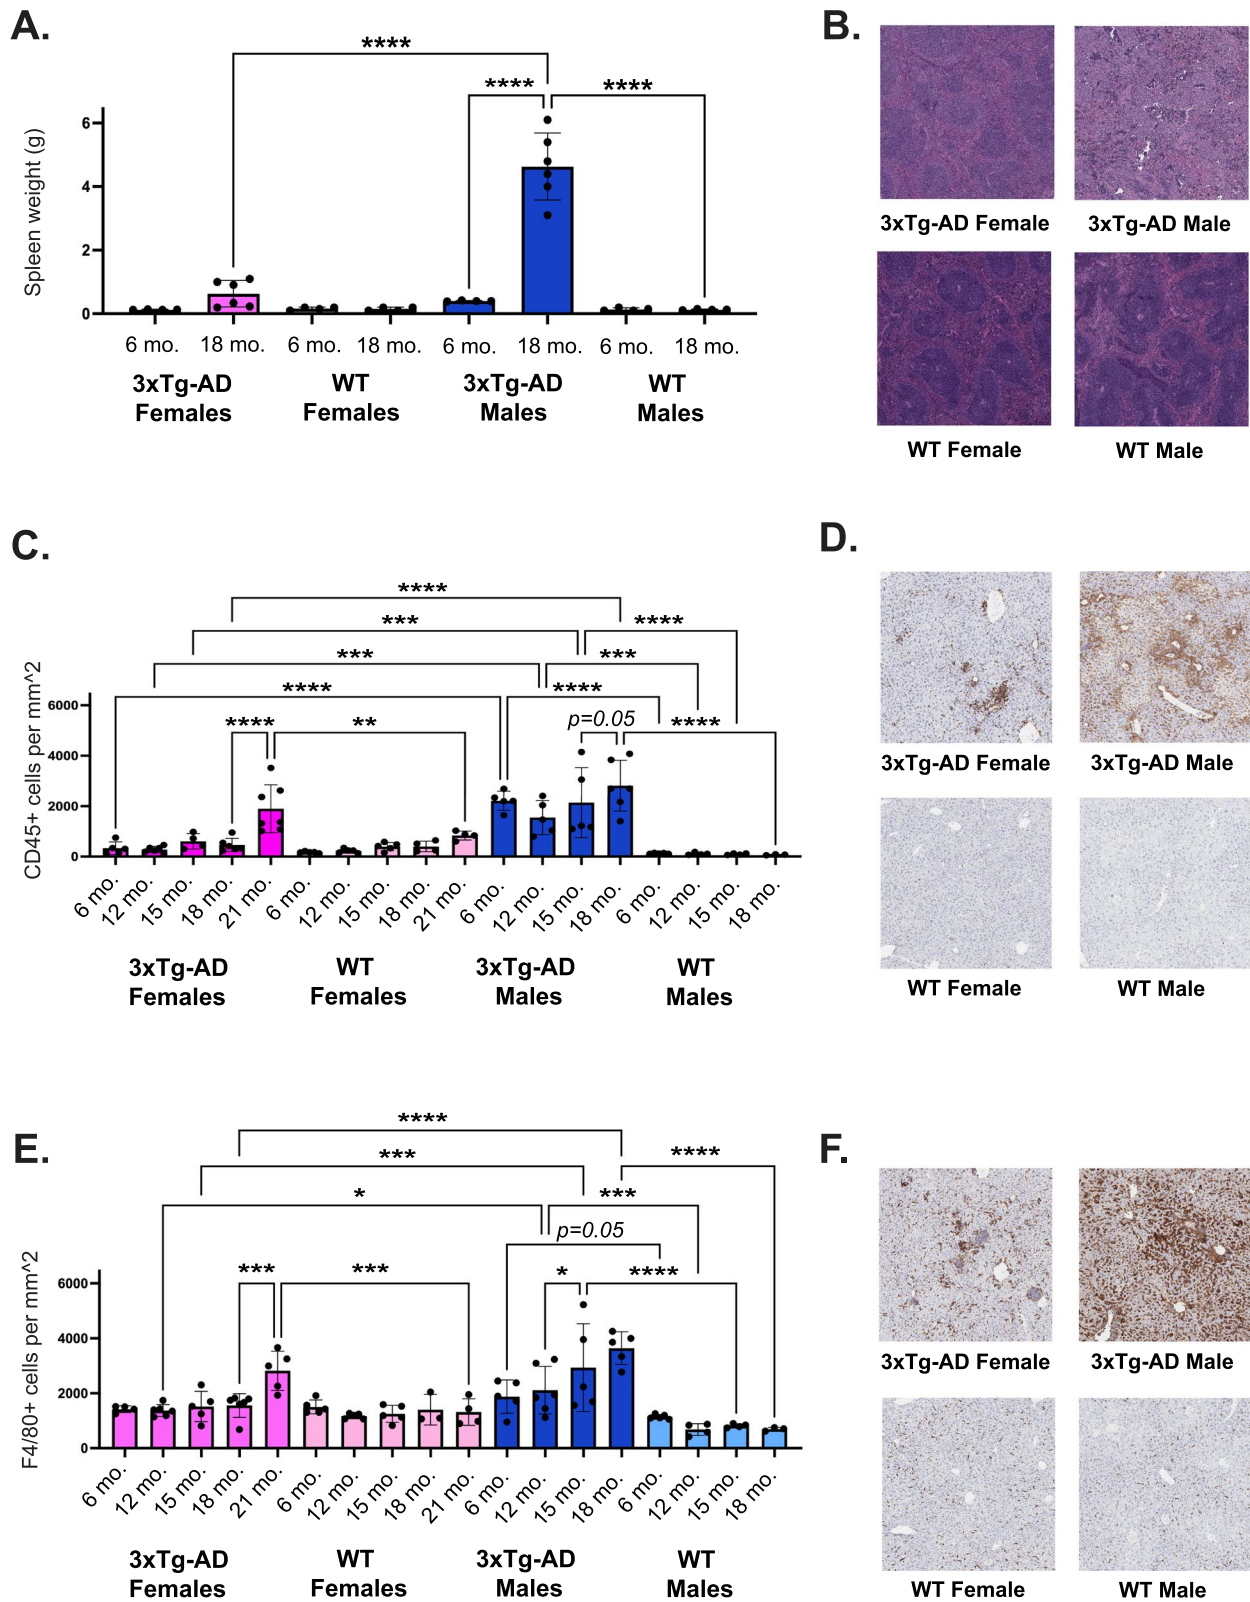 A.
****
****
****
Spleen weight (g)
6
4
2
0
6 mo.
18 mo.
6 mo.
18 mo.
6 mo.
18 mo.
6 mo.
18 mo.
3xTg-AD
Females
WT
Females
3xTg-AD
Males
WT
Males
B.
3xTg-AD Female
3xTg-AD Male
WT Female
WT Male
C.
****
***
****
***
***
****
****
****
**
p=0.05
****
CD45+ cells per mm^2
6000
4000
2000
0
6 mo.
12 mo.
15 mo.
18 mo.
21 mo.
6 mo.
12 mo.
15 mo.
18 mo.
21 mo.
6 mo.
12 mo.
15 mo.
18 mo.
6 mo.
12 mo.
15 mo.
18 mo.
3xTg-AD
Females
WT
Females
3xTg-AD
Males
WT
Males
D.
3xTg-AD Female
3xTg-AD Male
WT Female
WT Male
E.
****
***
****
*
***
p=0.05
***
***
*
****
F4/80+ cells per mm^2
6000
4000
2000
0
6 mo.
12 mo.
15 mo.
18 mo.
21 mo.
6 mo.
12 mo.
15 mo.
18 mo.
21 mo.
6 mo.
12 mo.
15 mo.
18 mo.
6 mo.
12 mo.
15 mo.
18 mo.
3xTg-AD
Females
WT
Females
3xTg-AD
Males
WT
Males
F.
3xTg-AD Female
3xTg-AD Male
WT Female
WT Male